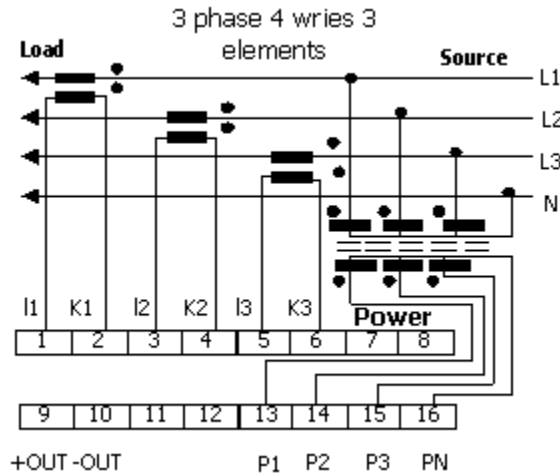 3 phase 4 wries 3
elements
Load
Source
L1
L2
L3
N
I1 K1 I2 K2 I3 K3
Power
1 2 3 4 5 6 7 8
9 10 11 12 13 14 15 16
+OUT -OUT P1 P2 P3 PN